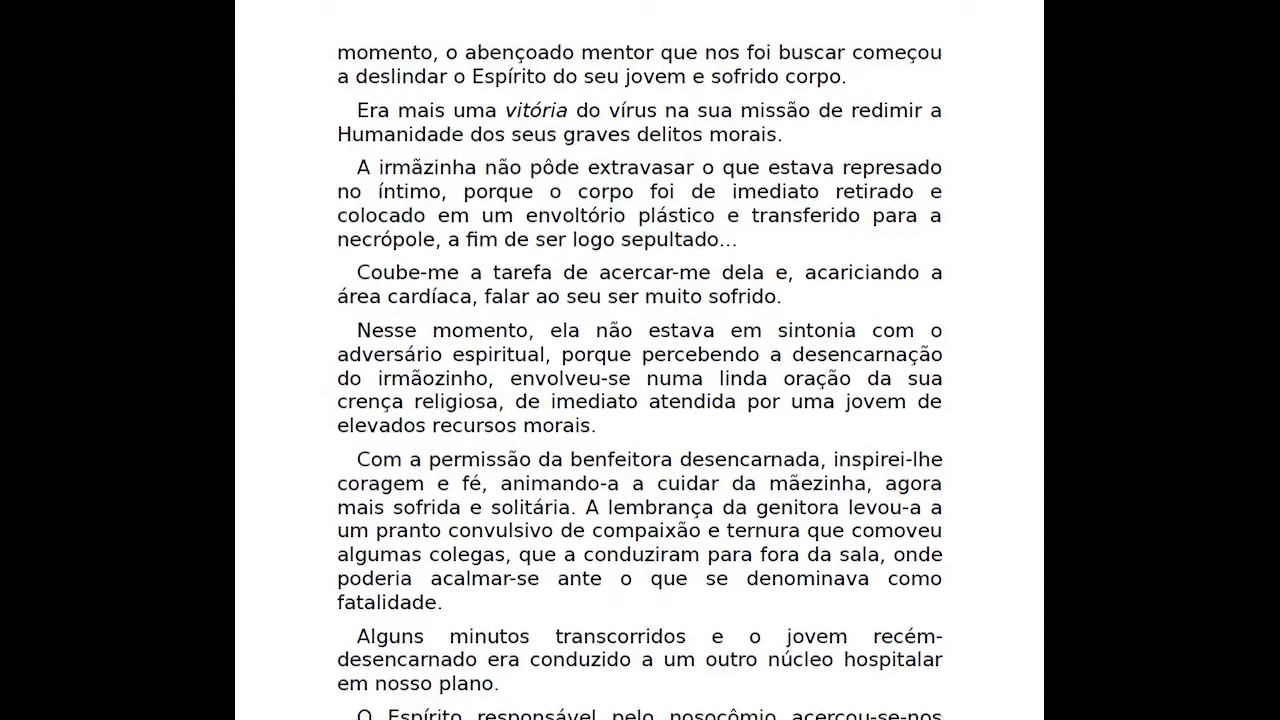 momento, o abençoado mentor que nos foi buscar começou
a deslindar o Espírito do seu jovem e sofrido corpo.
Era mais uma vitória do vírus na sua missão de redimir a
Humanidade dos seus graves delitos morais.
A irmãzinha não pôde extravasar o que estava represado
no íntimo, porque o corpo foi de imediato retirado e
colocado em um envoltório plástico e transferido para a
necrópole, a fim de ser logo sepultado...
Coube-me a tarefa de acercar-me dela e, acariciando a
área cardíaca, falar ao seu ser muito sofrido.
Nesse momento, ela não estava em sintonia com o
adversário espiritual, porque percebendo a desencarnação
do irmãozinho, envolveu-se numa linda oração da sua
crença religiosa, de imediato atendida por uma jovem de
elevados recursos morais.
Com a permissão da benfeitora desencarnada, inspirei-lhe
coragem e fé, animando-a a cuidar da mãezinha, agora
mais sofrida e solitária. A lembrança da genitora levou-a a
um pranto convulsivo de compaixão e ternura que comoveu
algumas colegas, que a conduziram para fora da sala, onde
poderia acalmar-se ante o que se denominava como
fatalidade.
Alguns minutos transcorridos e o jovem recém-
desencarnado era conduzido a um outro núcleo hospitalar
em nosso plano.
O Espírito responsável pelo nosocômio acercou-se-nos